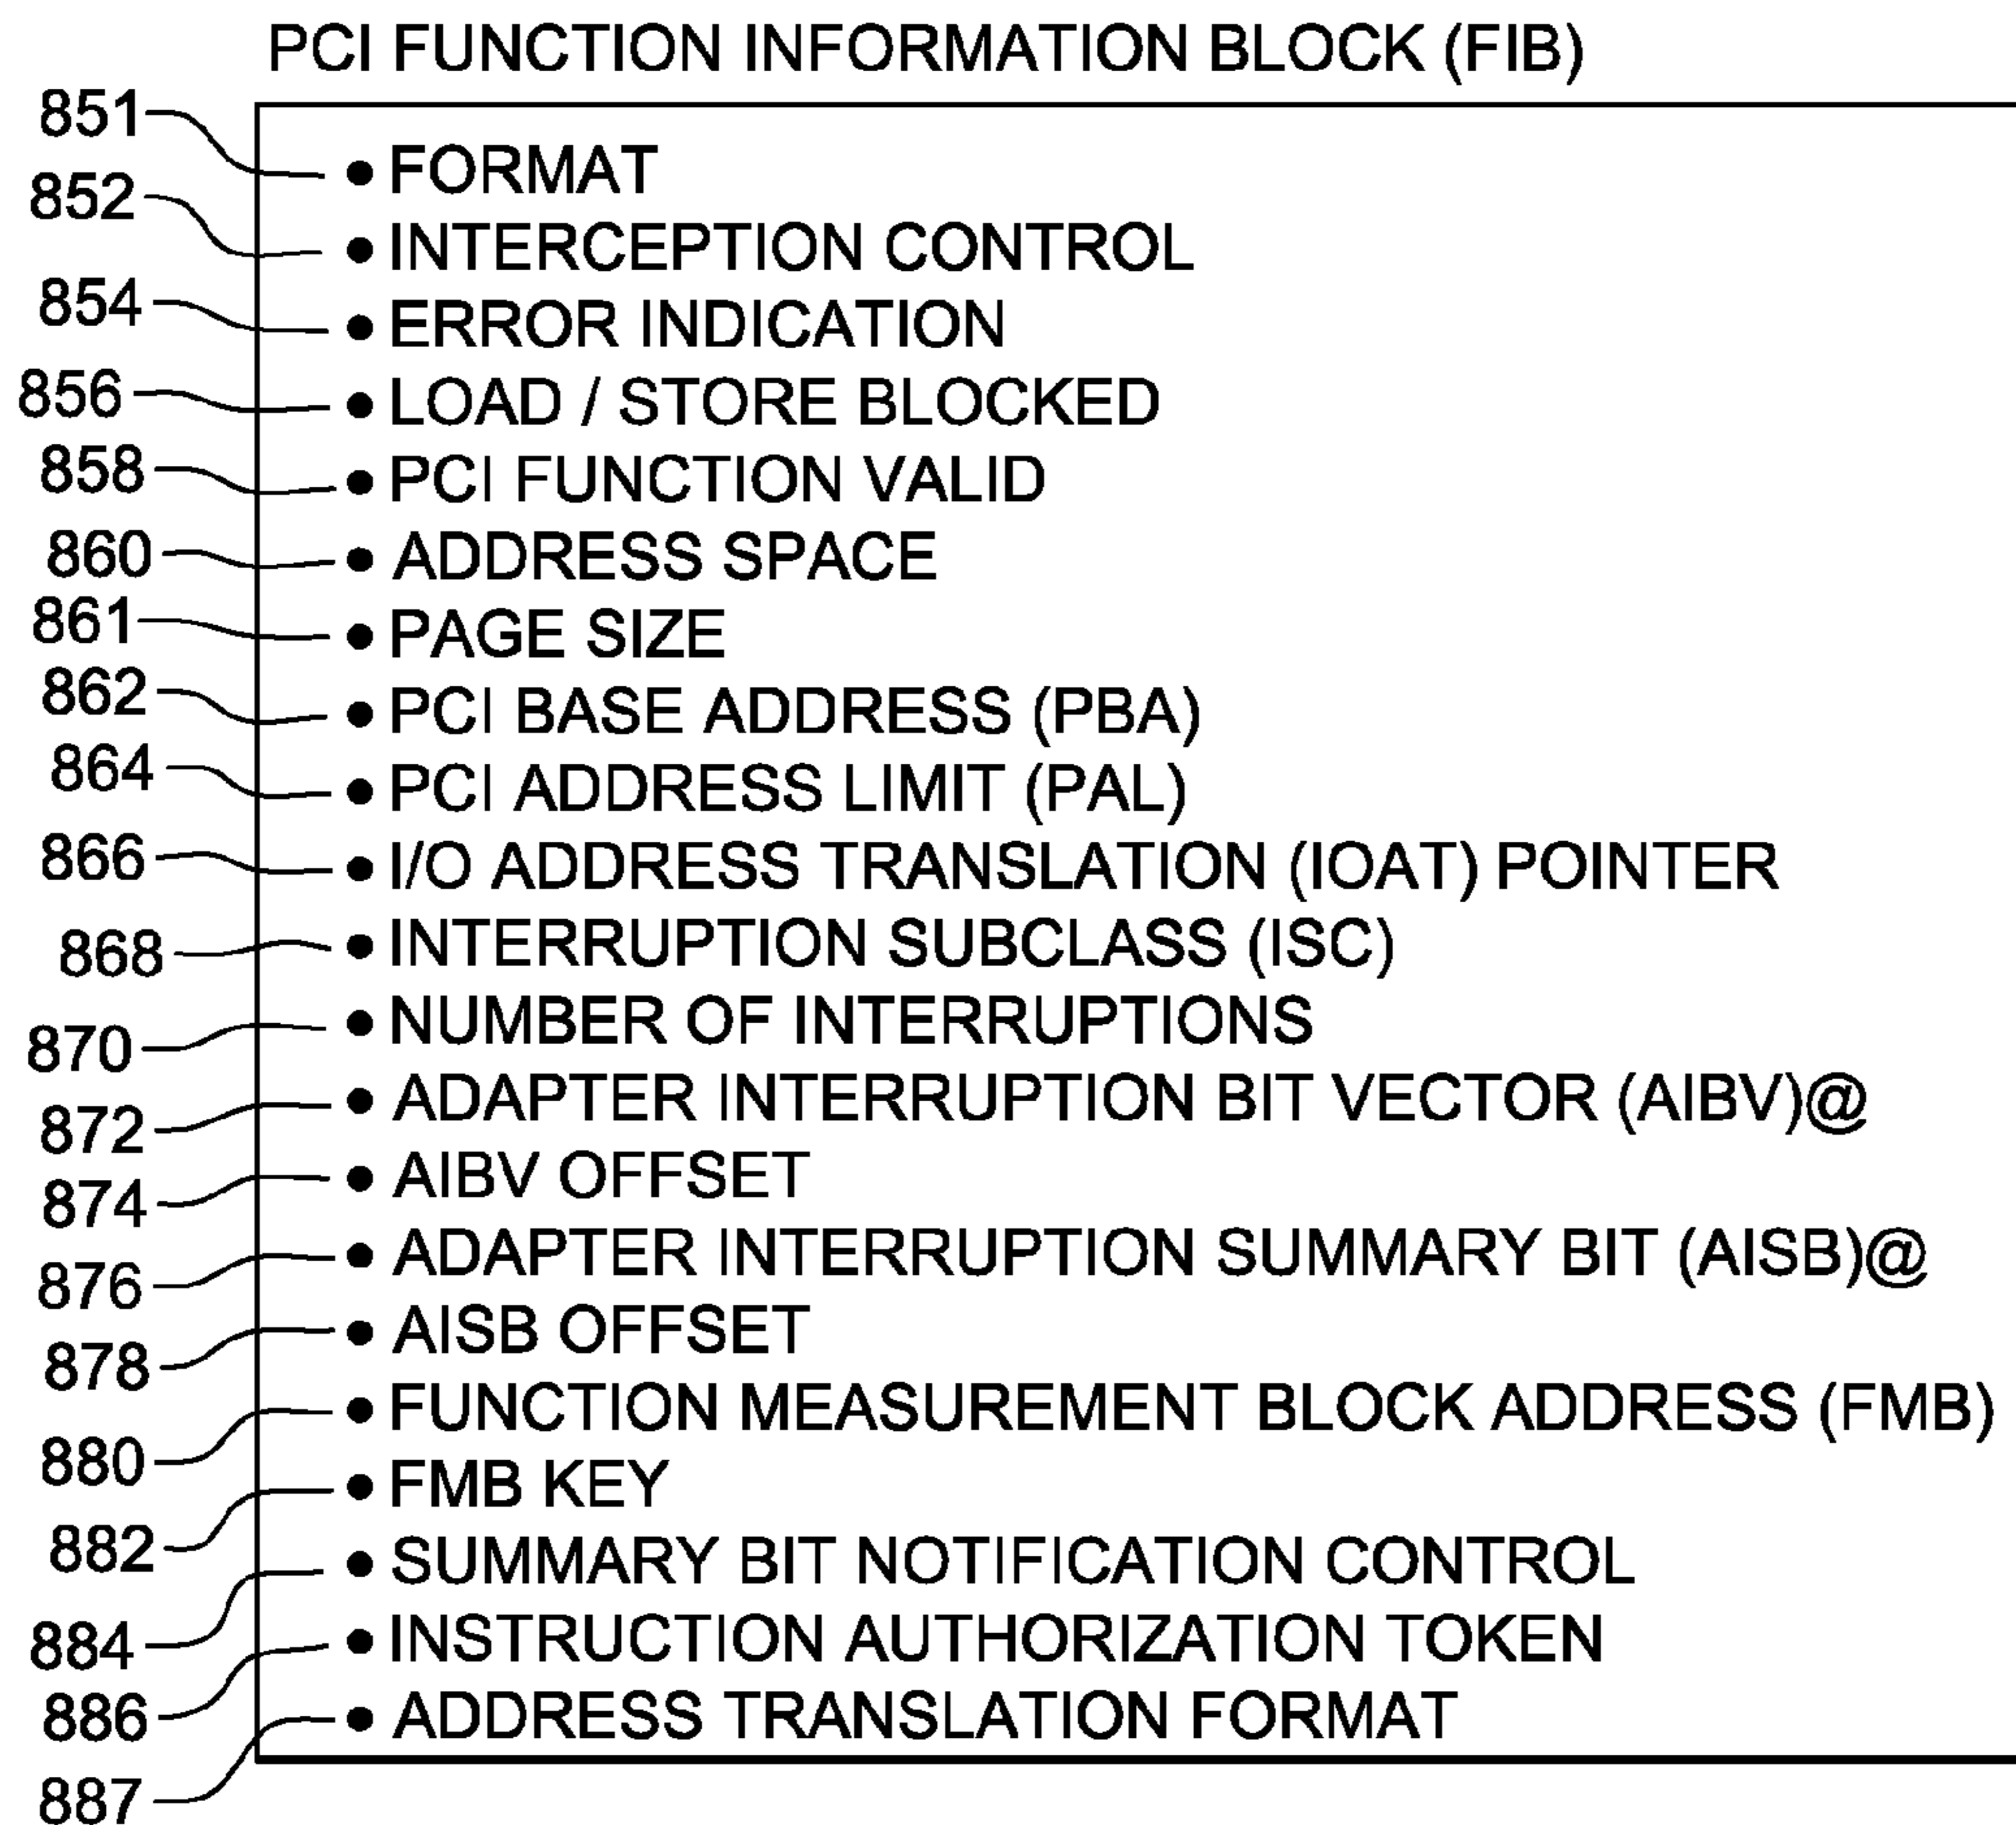 PCI FUNCTION INFORMATION BLOCK (FIB)
851 • FORMAT
852 • INTERCEPTION CONTROL
854 • ERROR INDICATION
856 • LOAD / STORE BLOCKED
858 • PCI FUNCTION VALID
860 • ADDRESS SPACE
861 • PAGE SIZE
862 • PCI BASE ADDRESS (PBA)
864 • PCI ADDRESS LIMIT (PAL)
866 • I/O ADDRESS TRANSLATION (IOAT) POINTER
868 • INTERRUPTION SUBCLASS (ISC)
870 • NUMBER OF INTERRUPTIONS
872 • ADAPTER INTERRUPTION BIT VECTOR (AIBV)@
874 • AIBV OFFSET
876 • ADAPTER INTERRUPTION SUMMARY BIT (AISB)@
878 • AISB OFFSET
880 • FUNCTION MEASUREMENT BLOCK ADDRESS (FMB)
882 • FMB KEY
884 • SUMMARY BIT NOTIFICATION CONTROL
886 • INSTRUCTION AUTHORIZATION TOKEN
887 • ADDRESS TRANSLATION FORMAT